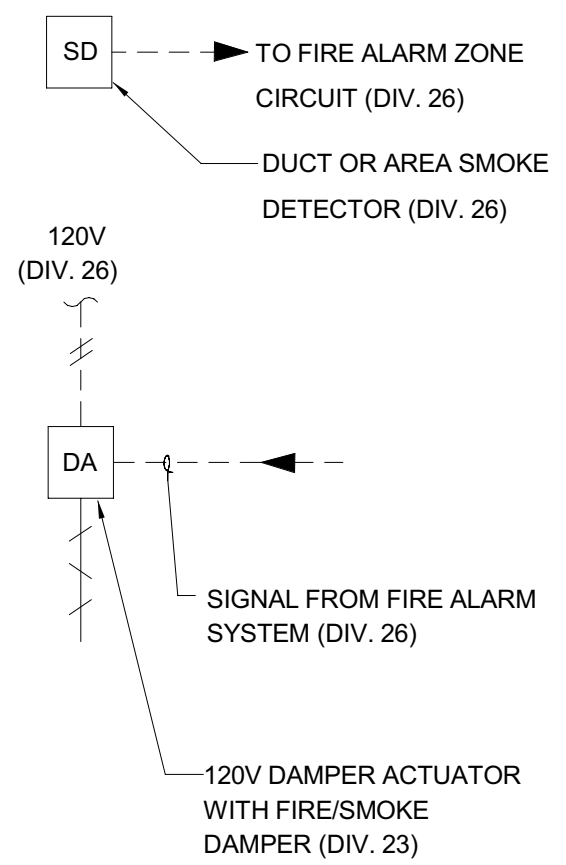 SD
TO FIRE ALARM ZONE
CIRCUIT (DIV. 26)
DUCT OR AREA SMOKE
DETECTOR (DIV. 26)
120V
(DIV. 26)
DA
SIGNAL FROM FIRE ALARM
SYSTEM (DIV. 26)
120V DAMPER ACTUATOR
WITH FIRE/SMOKE
DAMPER (DIV. 23)